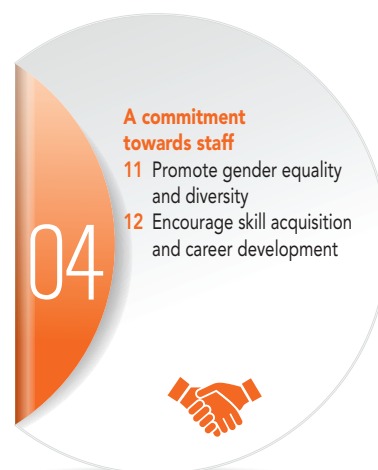 A commitment
towards staff
11 Promote gender equality
and diversity
12 Encourage skill acquisition
and career development
04